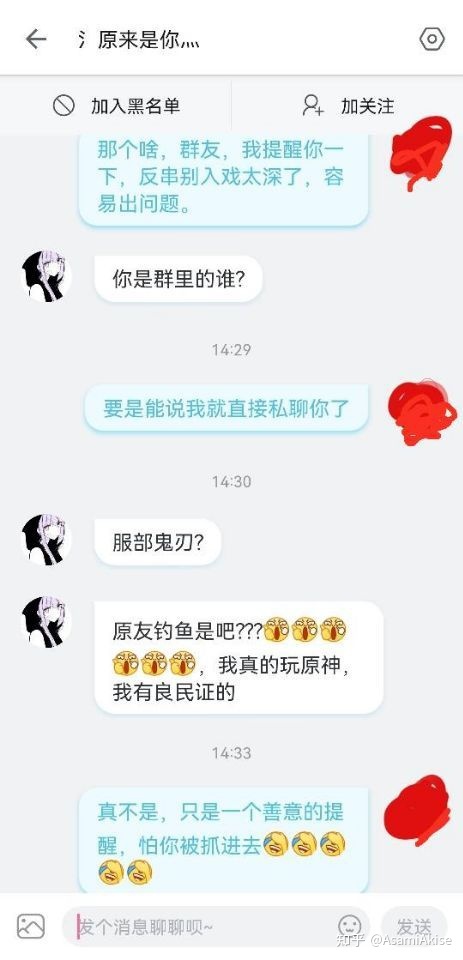 氵原来是你灬
加入黑名单
加关注
那个啥，群友，我提醒你一
下，反串别入戏太深了，容
易出问题。
你是群里的谁?
14:29
要是能说我就直接私聊你了
14:30
服部鬼刃?
原友钓鱼是吧???😱😱😱
😱😱😱，我真的玩原神，
我有良民证的
14:33
真不是，只是一个善意的提
醒，怕你被抓进去😂😂😂
😂😂
发个消息聊聊呗~
发送
知乎 @AsamiAkise